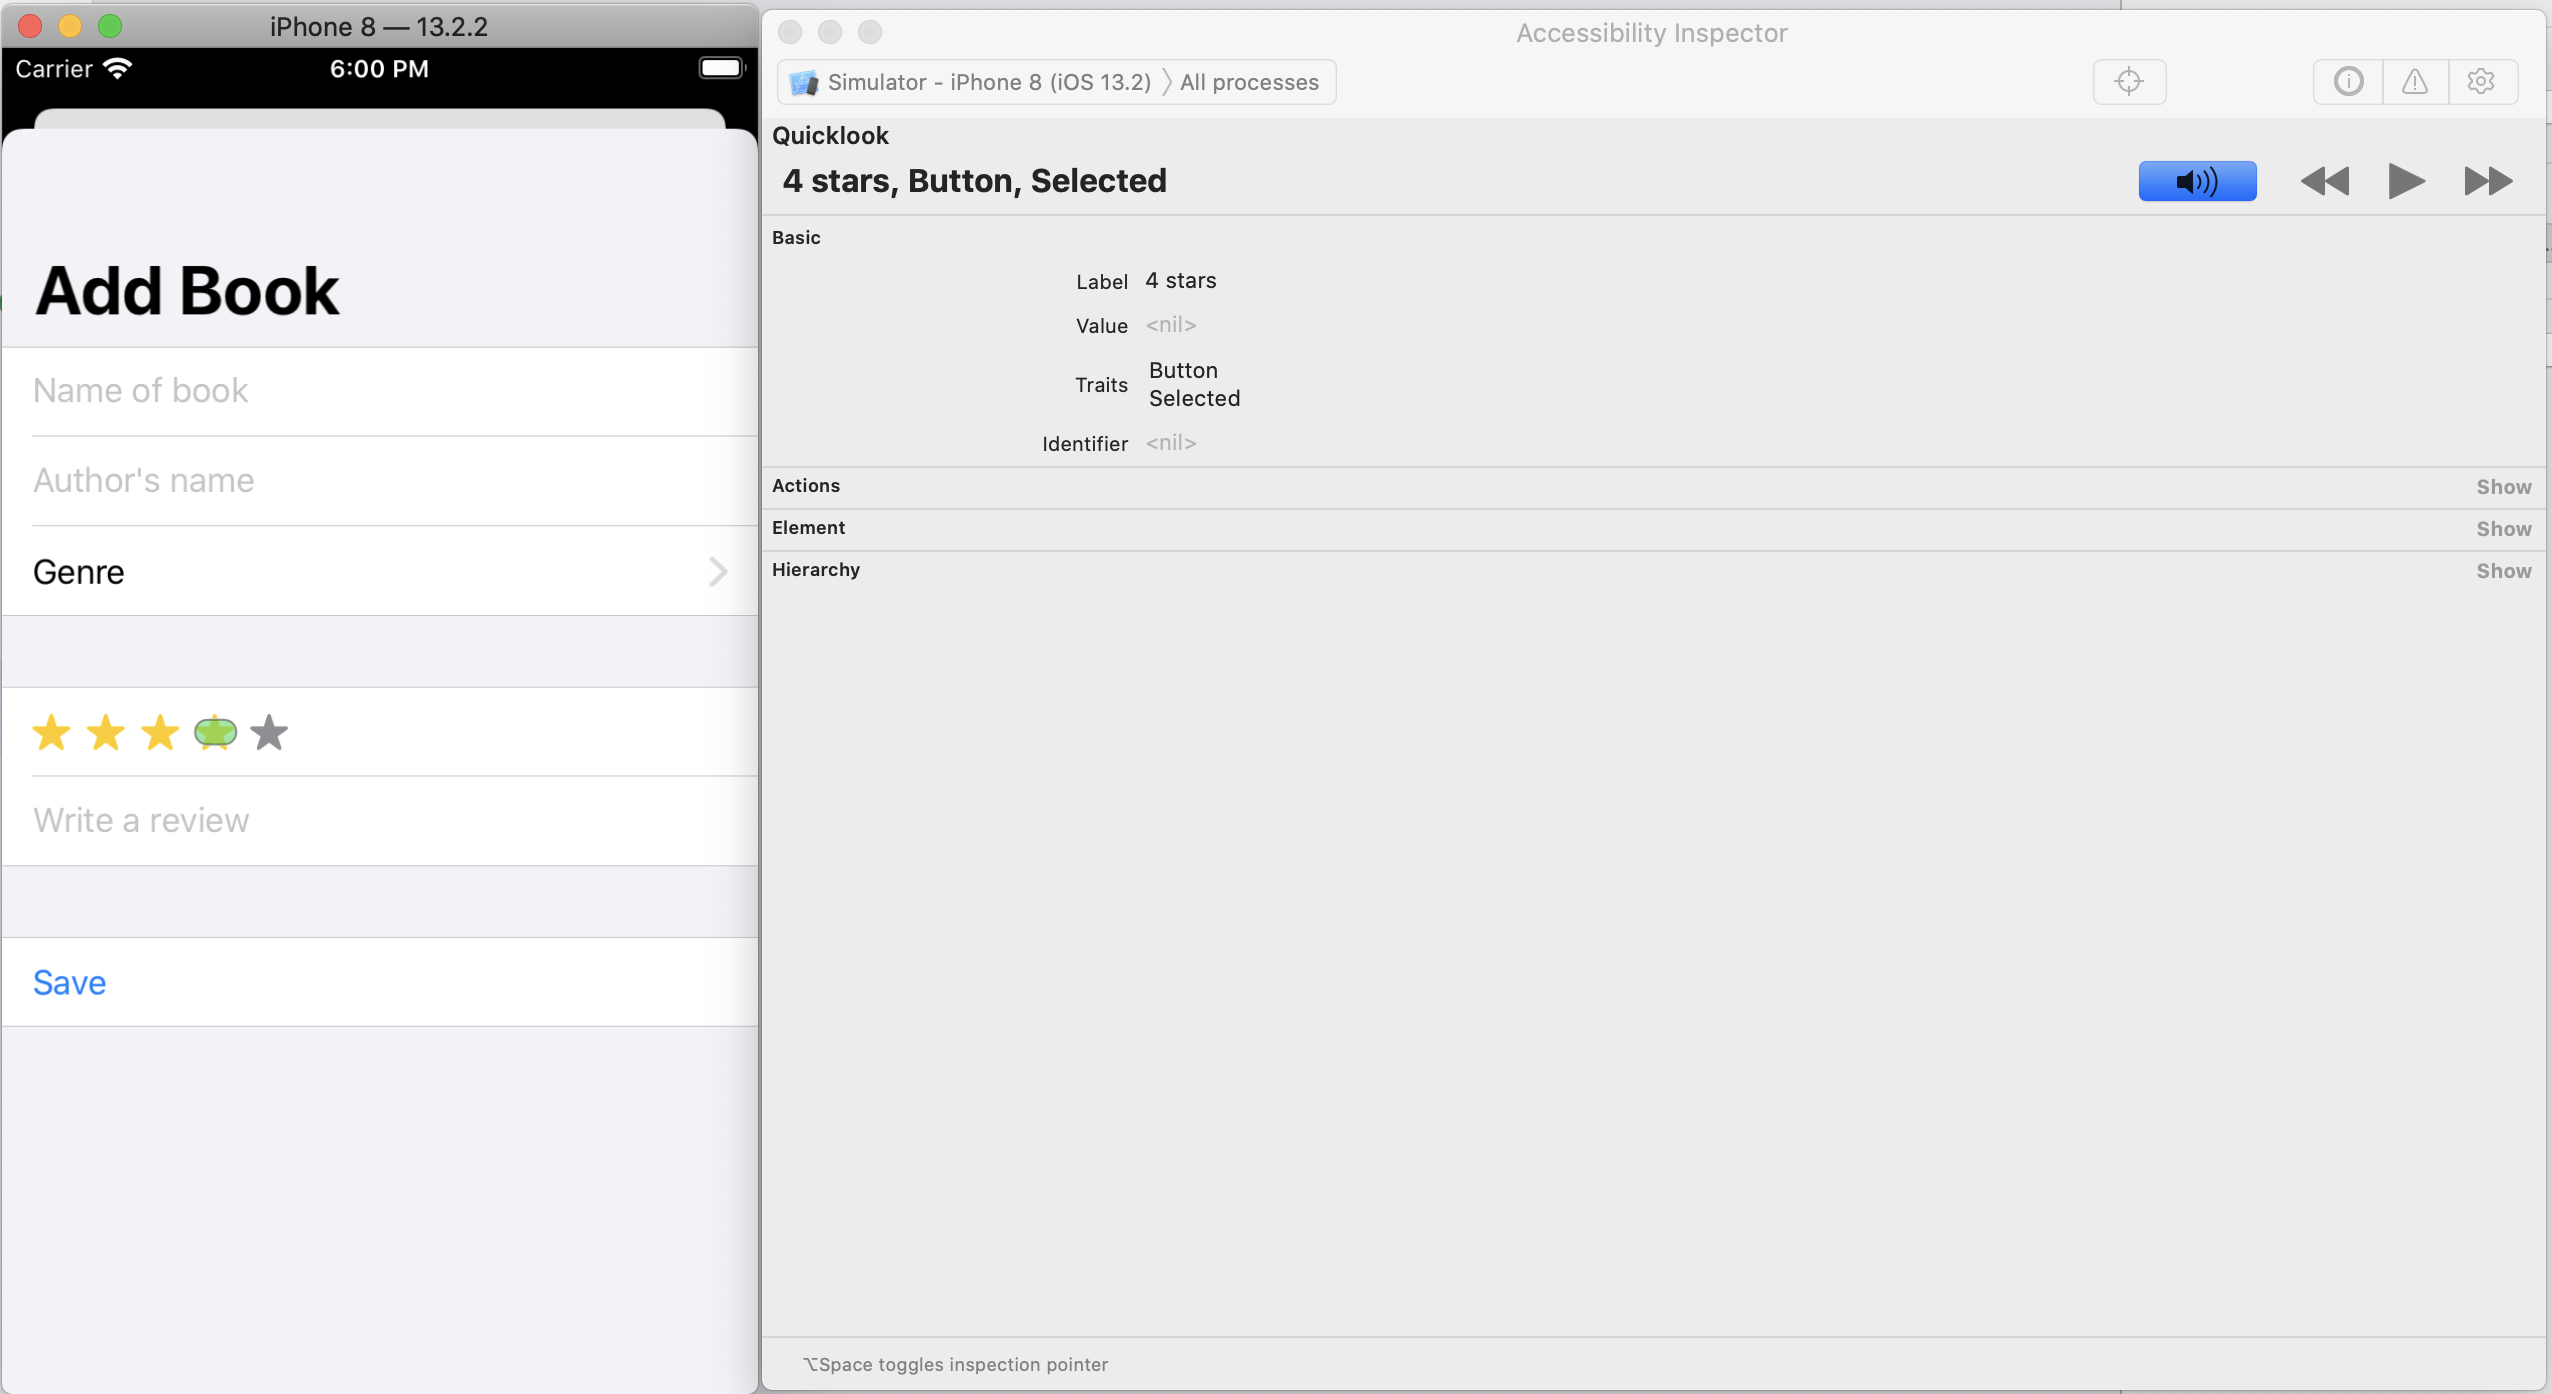 iPhone 8 — 13.2.2
Carrier
6:00 PM
Add Book
Name of book
Author's name
Genre
Write a review
Save
Accessibility Inspector
Simulator - iPhone 8 (iOS 13.2) 〉 All processes
Quicklook
4 stars, Button, Selected
Basic
Label 4 stars
Value <nil>
Traits Button
Selected
Identifier <nil>
Actions Show
Element Show
Hierarchy Show
⌥Space toggles inspection pointer